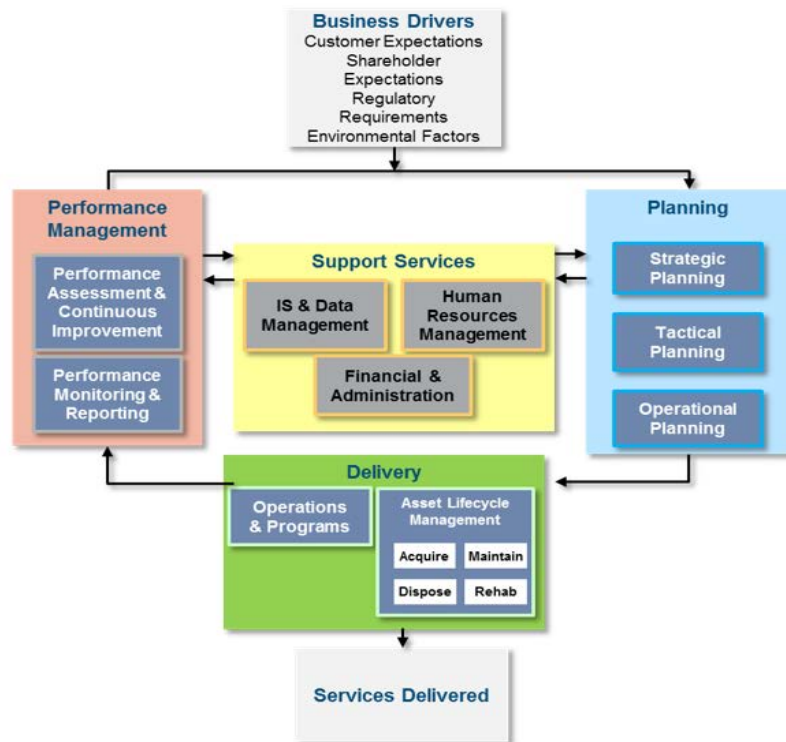 Business Drivers
Customer Expectations
Shareholder
Expectations
Regulatory
Requirements
Environmental Factors
Performance
Management
Performance
Assessment &
Continuous
Improvement
Performance
Monitoring &
Reporting
Support Services
IS & Data
Management
Human
Resources
Management
Financial &
Administration
Planning
Strategic
Planning
Tactical
Planning
Operational
Planning
Delivery
Operations
& Programs
Asset Lifecycle
Management
Acquire
Maintain
Dispose
Rehab
Services Delivered